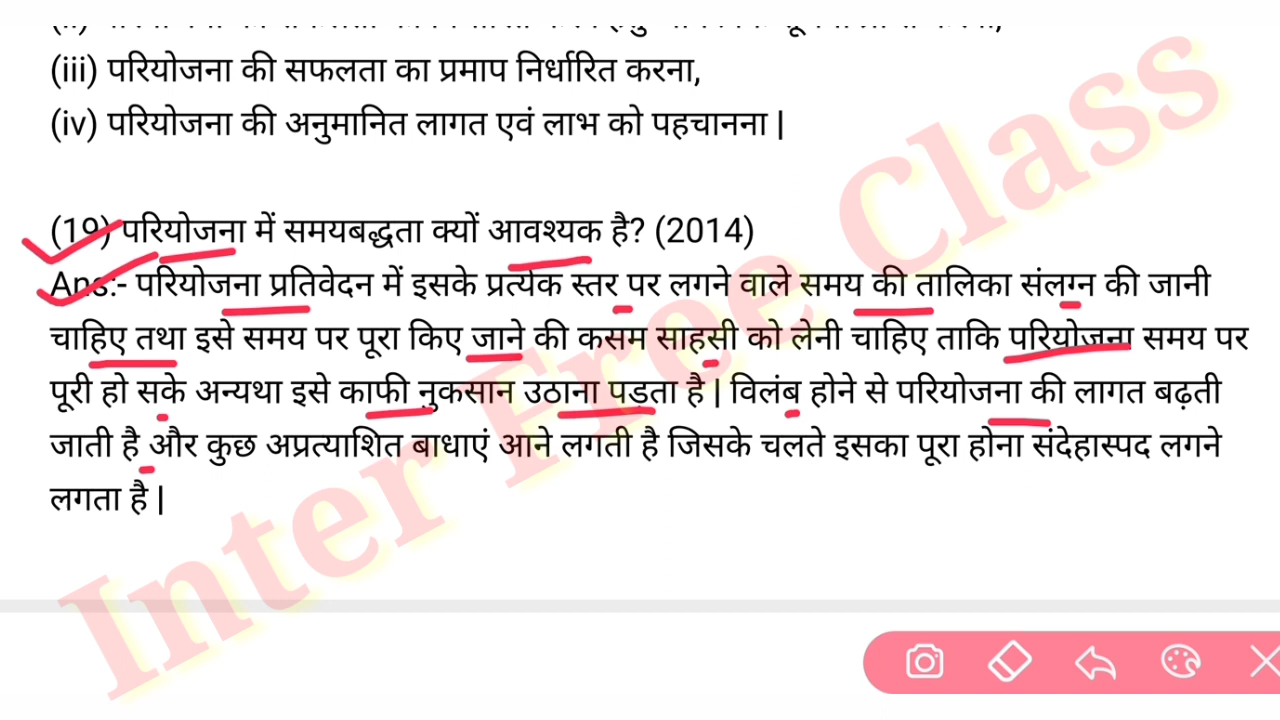 (iii) परियोजना की सफलता का प्रमाप निर्धारित करना,
(iv) परियोजना की अनुमानित लागत एवं लाभ को पहचानना |
(19) परियोजना में समयबद्धता क्यों आवश्यक है? (2014)
Ans:- परियोजना प्रतिवेदन में इसके प्रत्येक स्तर पर लगने वाले समय की तालिका संलग्न की जानी
चाहिए तथा इसे समय पर पूरा किए जाने की कसम साहसी को लेनी चाहिए ताकि परियोजना समय पर
पूरी हो सके अन्यथा इसे काफी नुकसान उठाना पड़ता है | विलंब होने से परियोजना की लागत बढ़ती
जाती है और कुछ अप्रत्याशित बाधाएं आने लगती है जिसके चलते इसका पूरा होना संदेहास्पद लगने
लगता है |
Inter Free Class